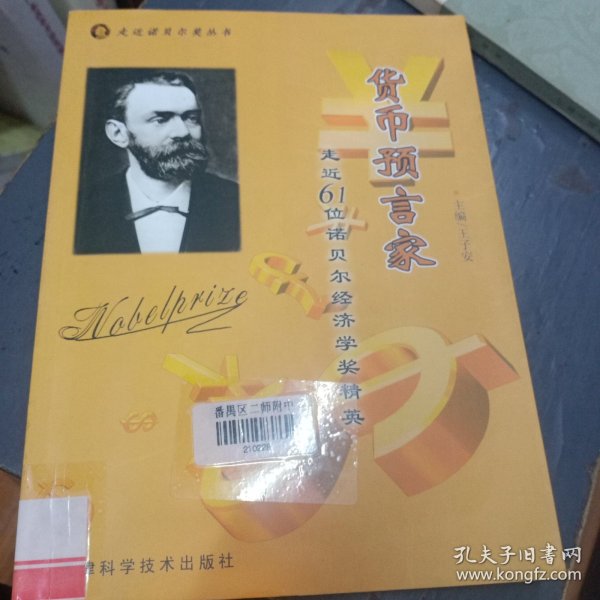 走近诺贝尔奖丛书
货币预言家
走近61位诺贝尔经济学奖精英
主编 王子安
Nobelprize
番禺区二师附中
210228
津科学技术出版社
孔夫子旧书网
www.kongfz.com